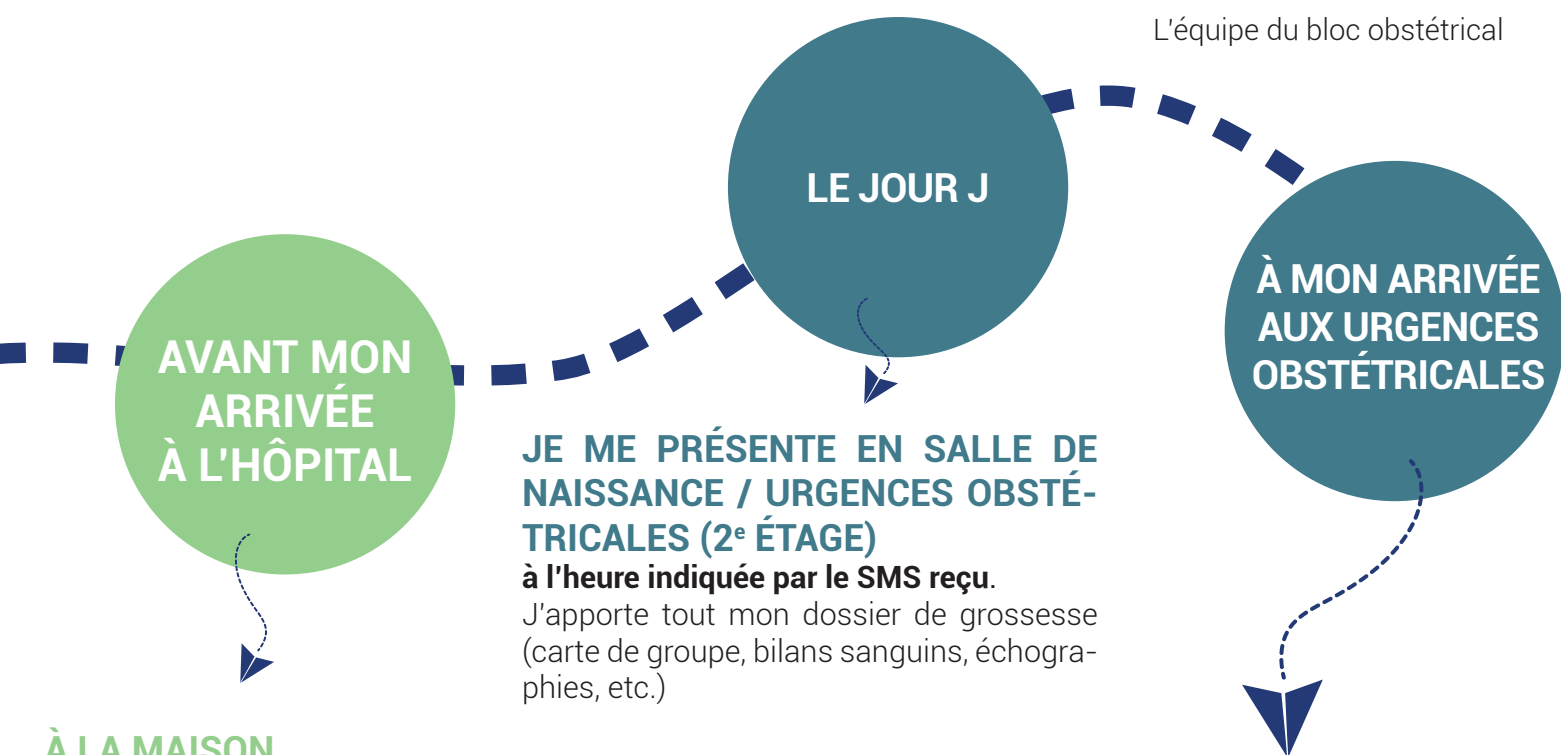 L'équipe du bloc obstétrical
LE JOUR J
À MON ARRIVÉE
AUX URGENCES
OBSTÉTRICALES
AVANT MON
ARRIVÉE
À L'HÔPITAL
JE ME PRÉSENTE EN SALLE DE
NAISSANCE / URGENCES OBSTÉ-
TRICALES (2e ÉTAGE)
à l'heure indiquée par le SMS reçu.
J'apporte tout mon dossier de grossesse
(carte de groupe, bilans sanguins, échogra-
phies, etc.)
À LA MAISON